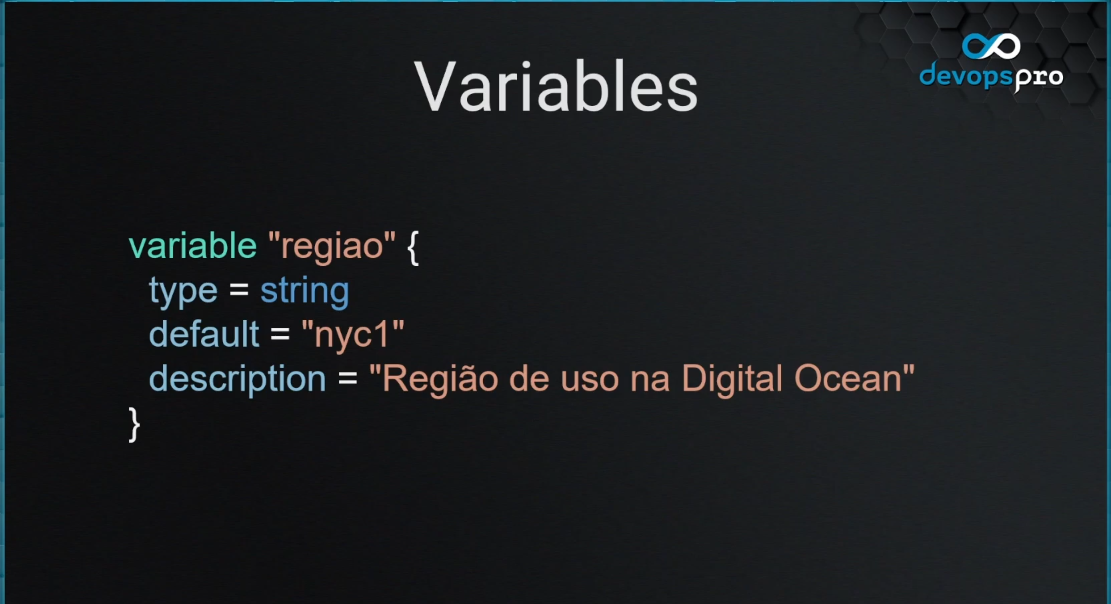 devopspro
Variables
variable "regiao" {
type = string
default = "nyc1"
description = "Região de uso na Digital Ocean"
}